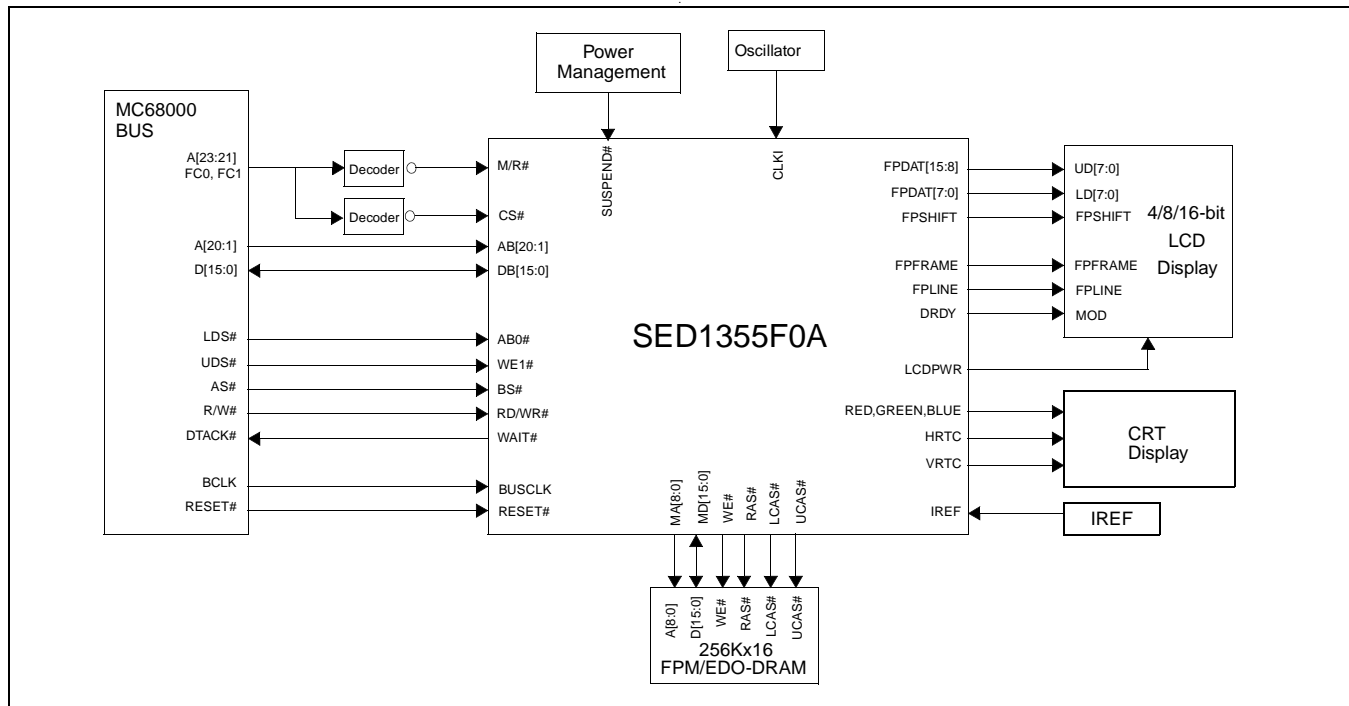 Power
Management
Oscillator
MC68000
BUS
A[23:21]
FC0, FC1
Decoder
Decoder
A[20:1]
D[15:0]
LDS#
UDS#
AS#
R/W#
DTACK#
BCLK
RESET#
SUSPEND#
CLKI
M/R#
CS#
AB[20:1]
DB[15:0]
AB0#
WE1#
BS#
RD/WR#
WAIT#
BUSCLK
RESET#
SED1355F0A
FPDAT[15:8]
FPDAT[7:0]
FPSHIFT
FPFRAME
FPLINE
DRDY
LCDPWR
RED,GREEN,BLUE
HRTC
VRTC
IREF
UD[7:0]
LD[7:0]
FPSHIFT
FPFRAME
FPLINE
MOD
4/8/16-bit
LCD
Display
CRT
Display
IREF
MA[8:0]
MD[15:0]
WE#
RAS#
LCAS#
UCAS#
A[8:0]
D[15:0]
WE#
RAS#
LCAS#
UCAS#
256Kx16
FPM/EDO-DRAM